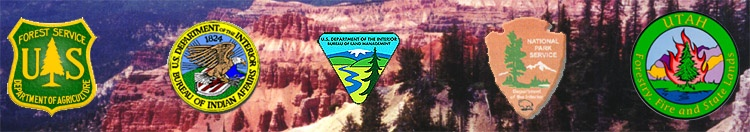 FOREST SERVICE
US
DEPARTMENT OF AGRICULTURE
U.S. DEPARTMENT OF THE INTERIOR
1824
BUREAU OF INDIAN AFFAIRS
U.S. DEPARTMENT OF THE INTERIOR
BUREAU OF LAND MANAGEMENT
NATIONAL
PARK
SERVICE
Department
of the Interior
UTAH
Forestry, Fire and State Lands